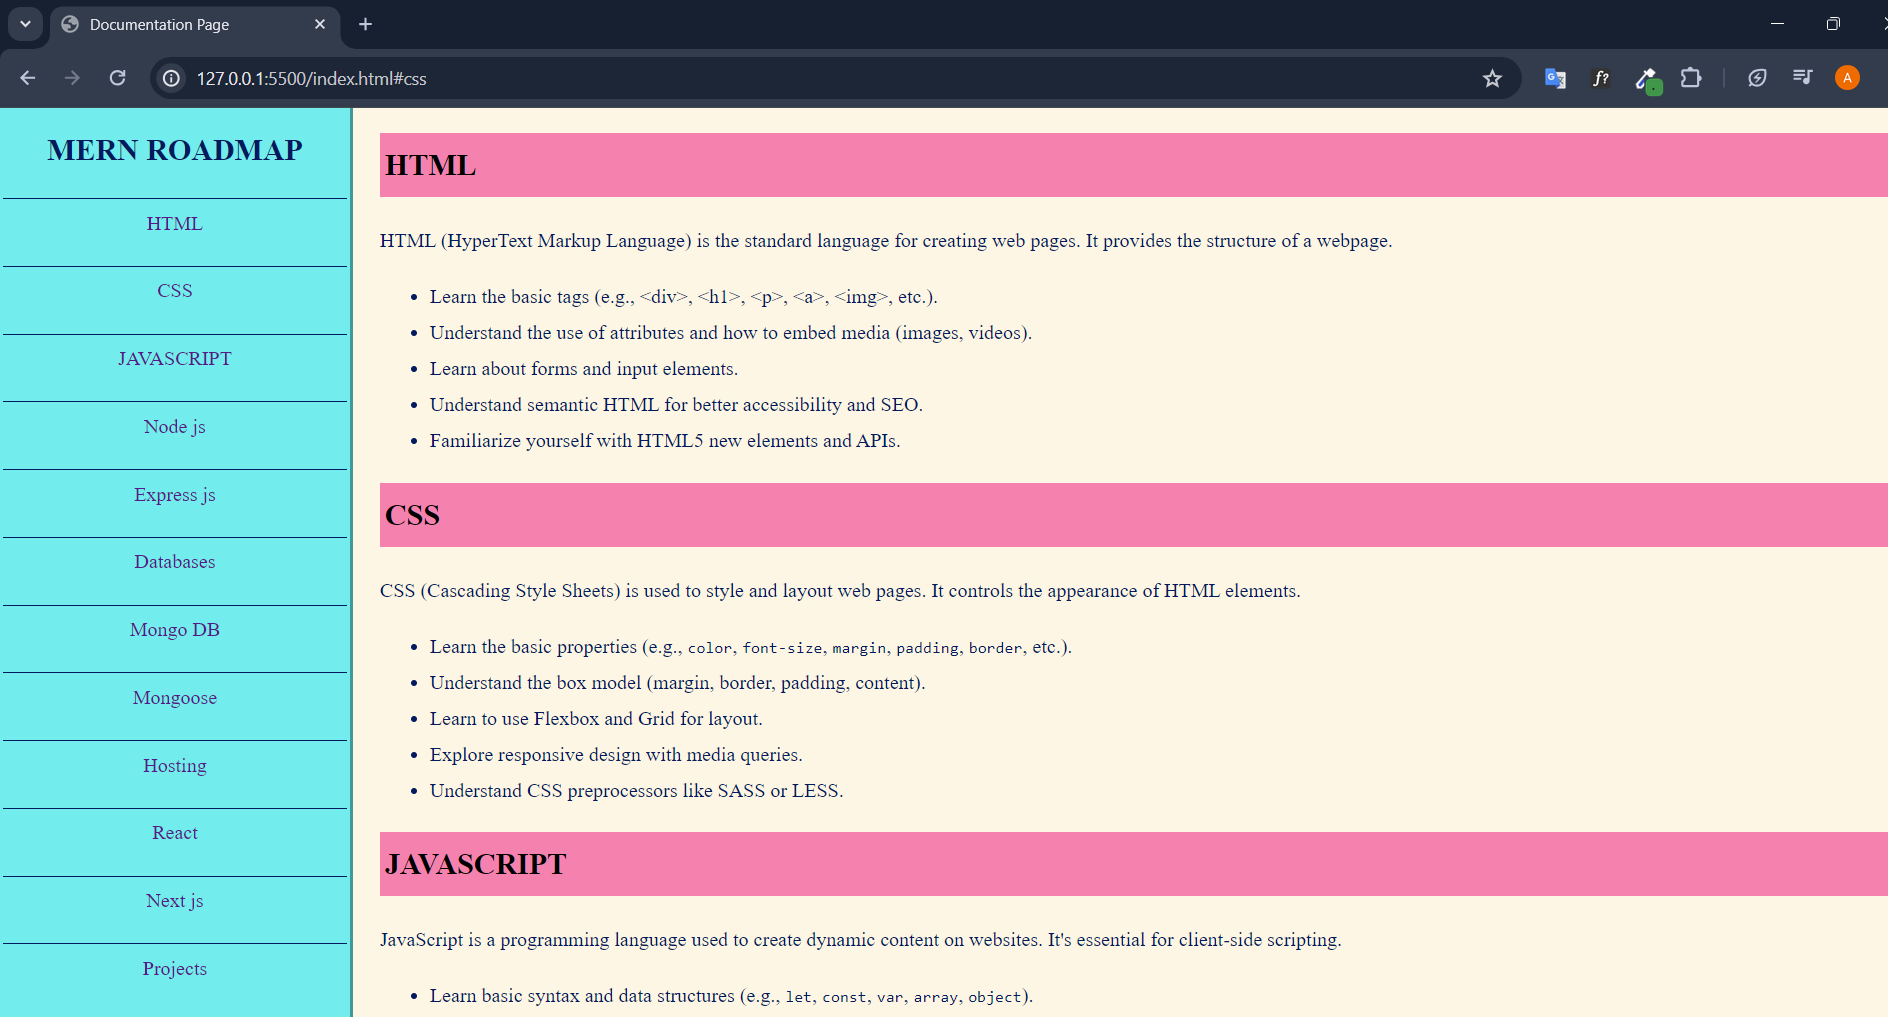 Documentation Page
127.0.0.1:5500/index.html#css
G
f?
A
MERN ROADMAP
HTML
CSS
JAVASCRIPT
Node js
Express js
Databases
Mongo DB
Mongoose
Hosting
React
Next js
Projects
HTML
HTML (HyperText Markup Language) is the standard language for creating web pages. It provides the structure of a webpage.
• Learn the basic tags (e.g., <div>, <h1>, <p>, <a>, <img>, etc.).
• Understand the use of attributes and how to embed media (images, videos).
• Learn about forms and input elements.
• Understand semantic HTML for better accessibility and SEO.
• Familiarize yourself with HTML5 new elements and APIs.
CSS
CSS (Cascading Style Sheets) is used to style and layout web pages. It controls the appearance of HTML elements.
• Learn the basic properties (e.g., color, font-size, margin, padding, border, etc.).
• Understand the box model (margin, border, padding, content).
• Learn to use Flexbox and Grid for layout.
• Explore responsive design with media queries.
• Understand CSS preprocessors like SASS or LESS.
JAVASCRIPT
JavaScript is a programming language used to create dynamic content on websites. It's essential for client-side scripting.
• Learn basic syntax and data structures (e.g., let, const, var, array, object).